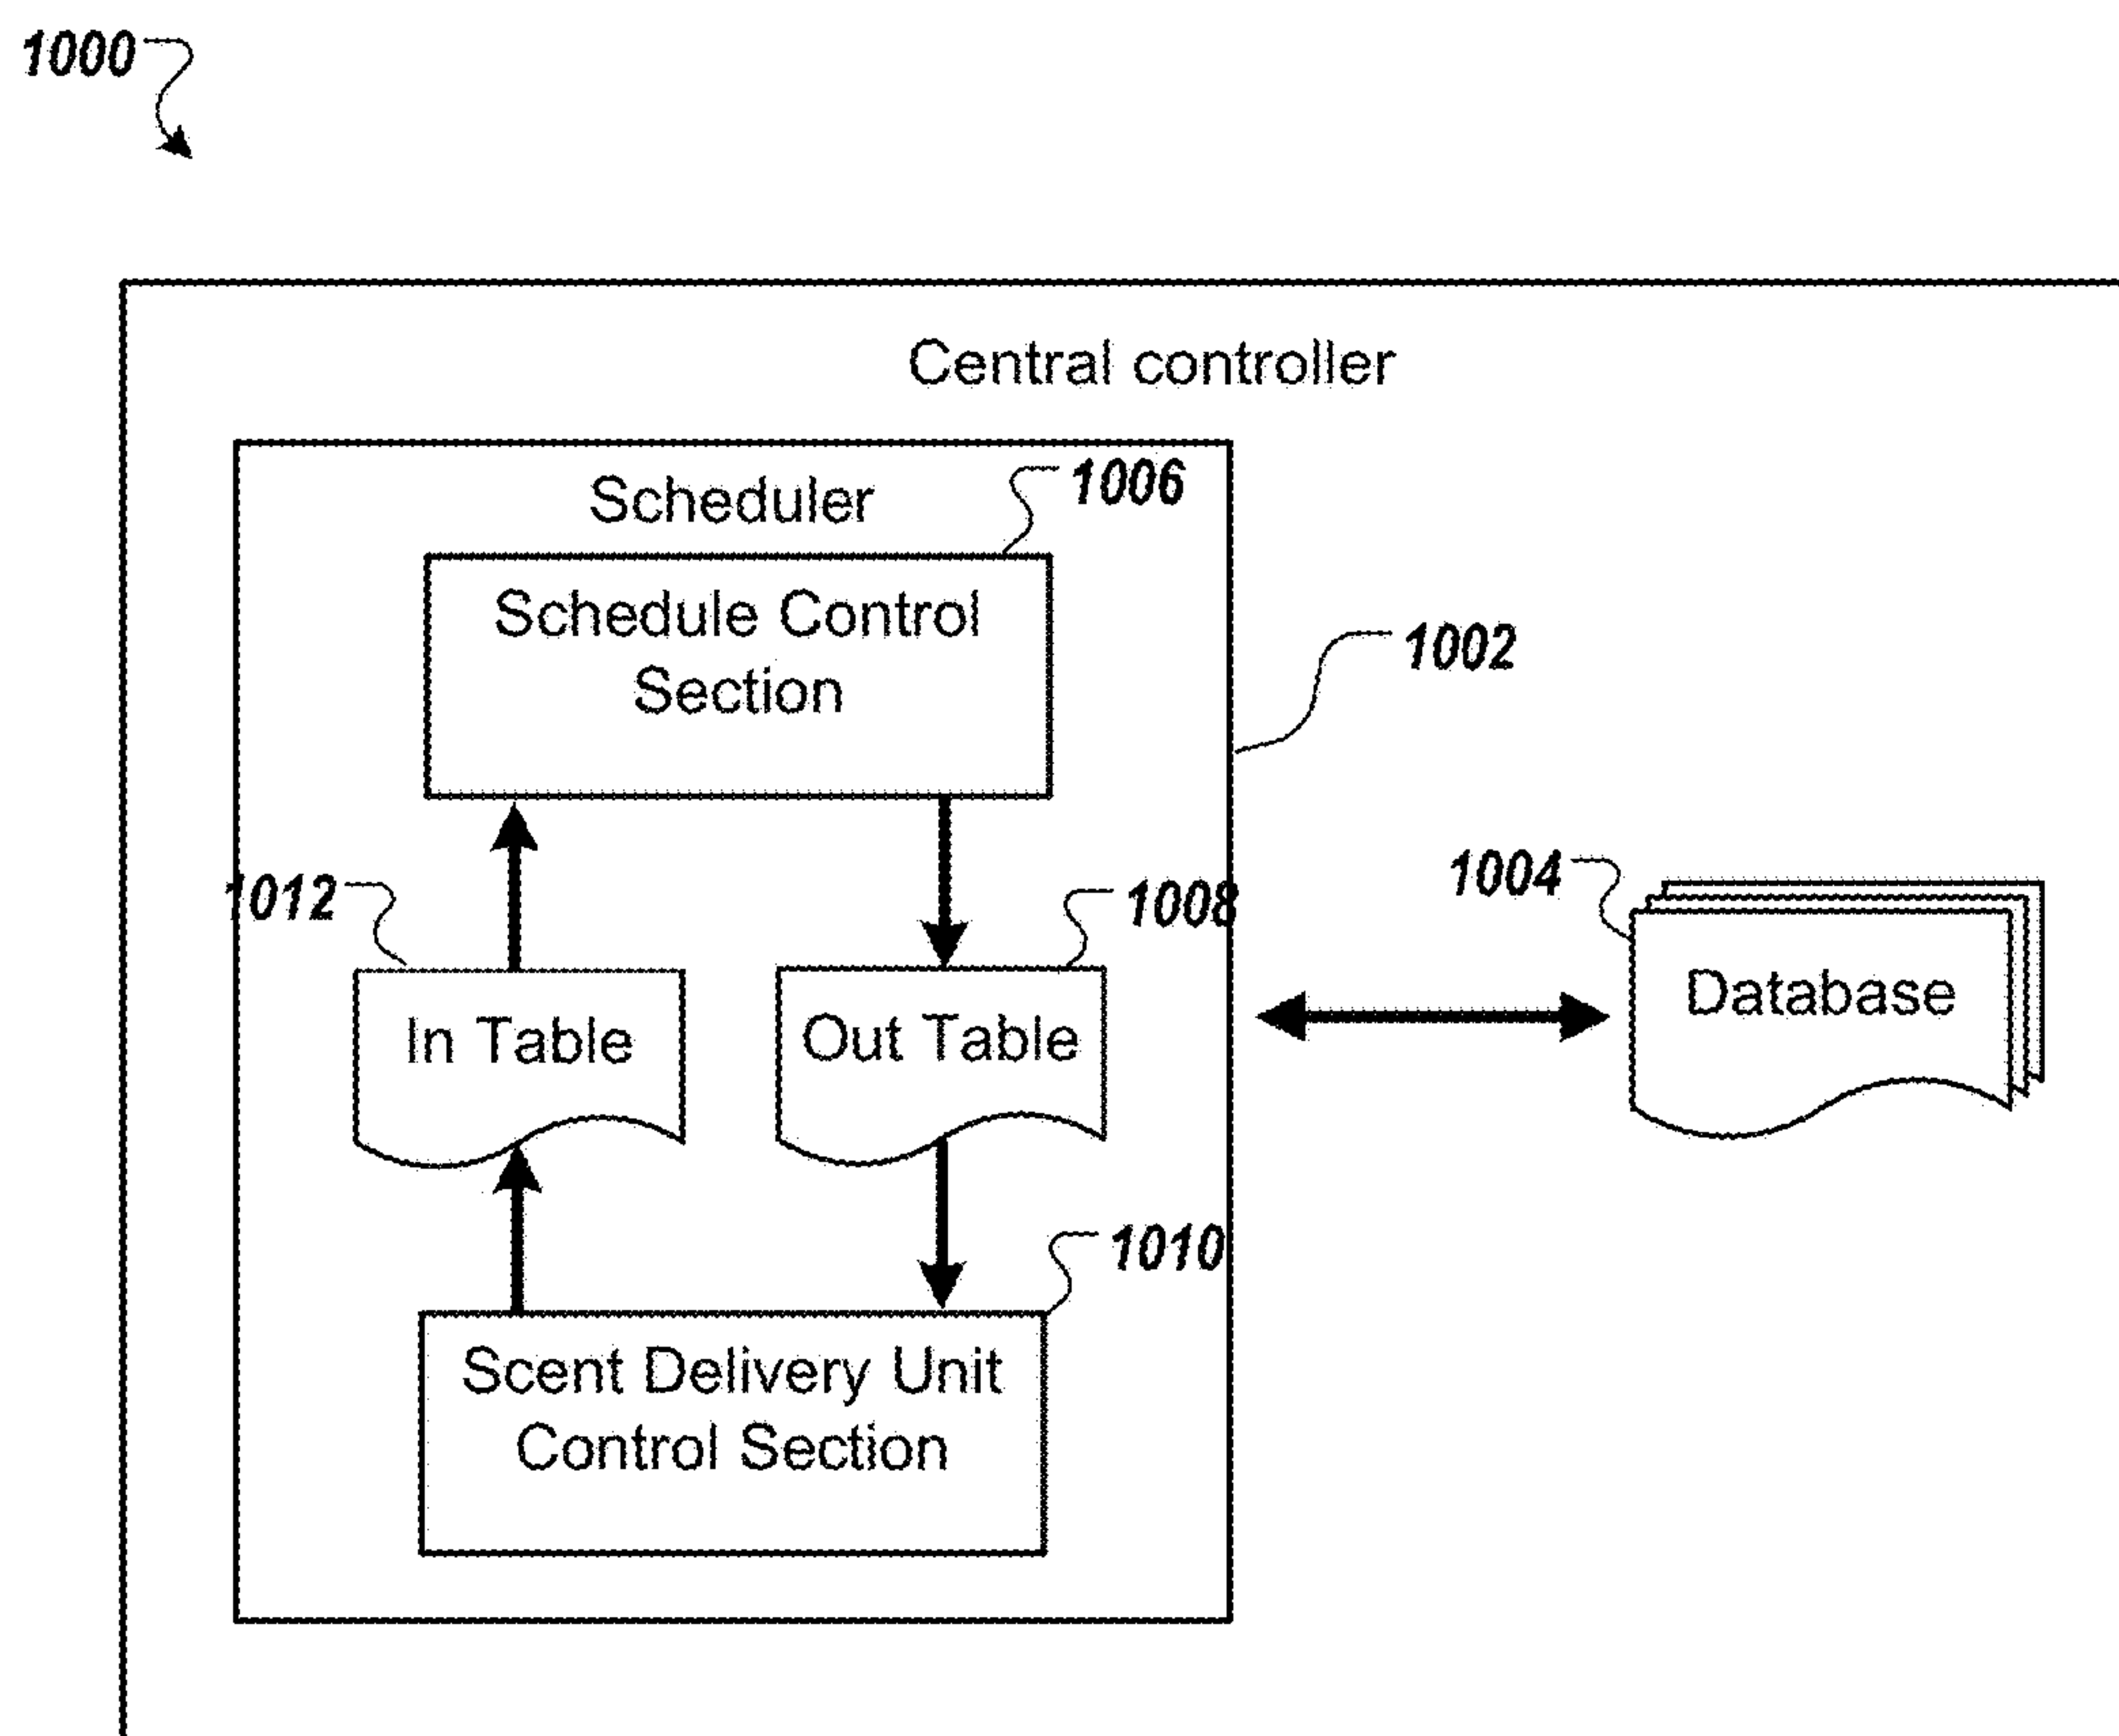 1000
Central controller
Scheduler
1006
Schedule Control
Section
1002
1012
1008
1004
In Table
Out Table
Database
1010
Scent Delivery Unit
Control Section